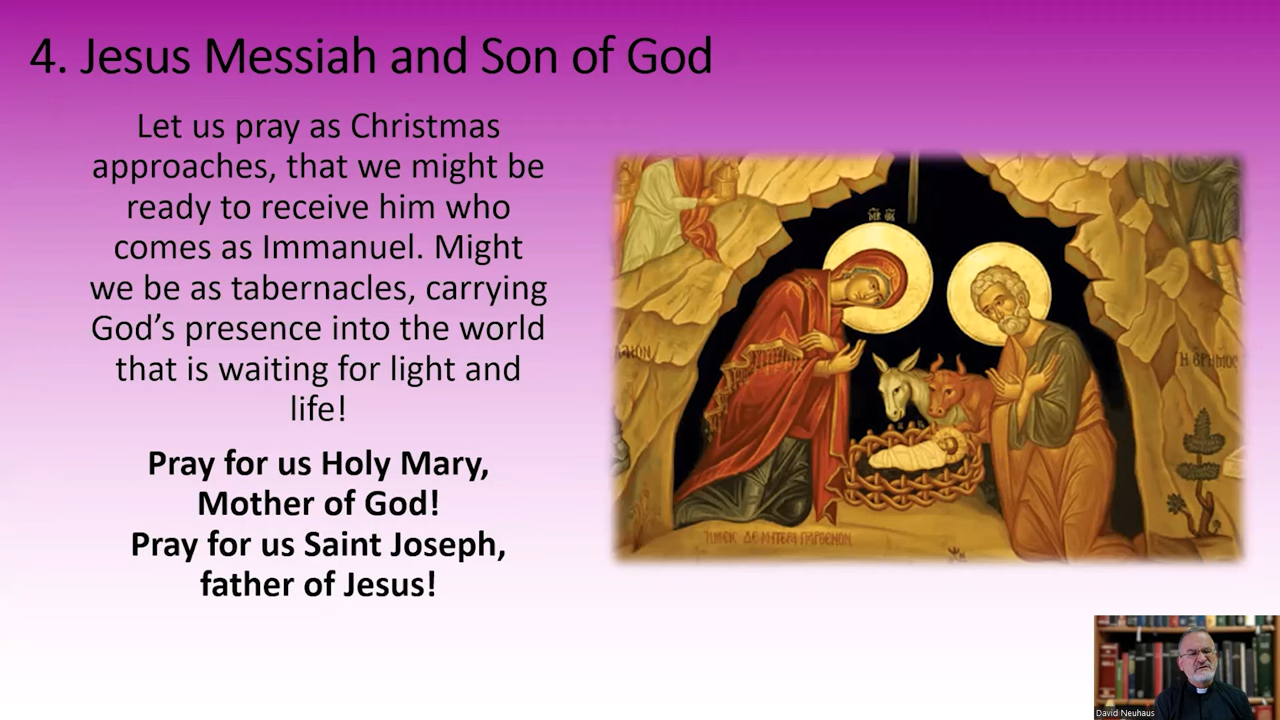 4. Jesus Messiah and Son of God
Let us pray as Christmas
approaches, that we might be
ready to receive him who
comes as Immanuel. Might
we be as tabernacles, carrying
God’s presence into the world
that is waiting for light and
life!
Pray for us Holy Mary,
Mother of God!
Pray for us Saint Joseph,
father of Jesus!
David Neuhaus